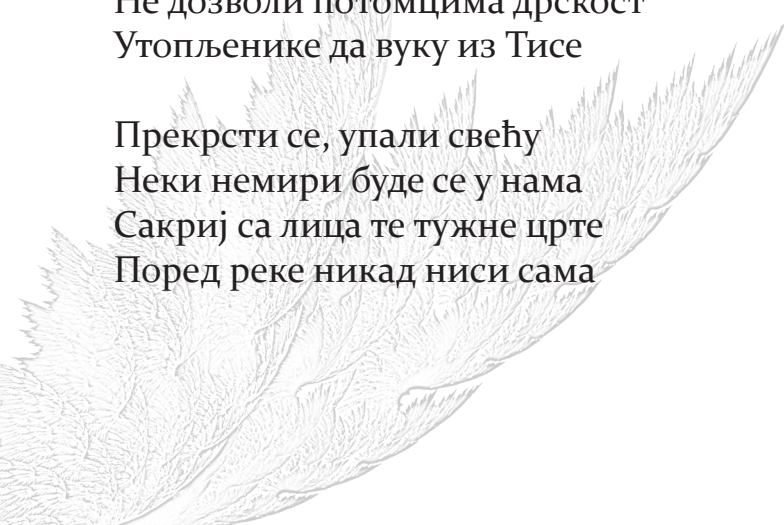 Не дозволи потомцима дрскост
Утопљенике да вуку из Тисе
Прекрсти се, упали свећу
Неки немири буде се у нама
Сакриј са лица те тужне црте
Поред реке никад ниси сама